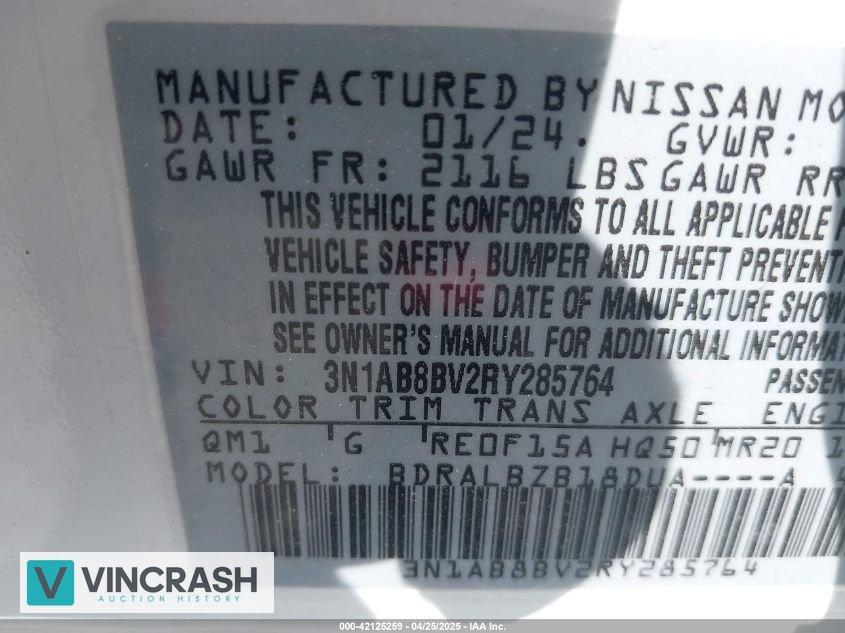 MANUFACTURED BY NISSAN MO
DATE: 01/24. GVWR:
GAWR FR: 2116 LBS GAWR RR
THIS VEHICLE CONFORMS TO ALL APPLICABLE F
VEHICLE SAFETY, BUMPER AND THEFT PREVENTI
IN EFFECT ON THE DATE OF MANUFACTURE SHOW
SEE OWNER'S MANUAL FOR ADDITIONAL INFORMAT
VIN: 3N1AB8BV2RY285764 PASSEN
COLOR TRIM TRANS AXLE ENGI
QM1 G RE0F15A HQ50 MR20 1
MODEL: BDRALBZB18DUA----A 4
3N1AB8BV2RY285764
VINCRASH
AUCTION HISTORY
000-42125259 - 04/25/2025 - IAA Inc.